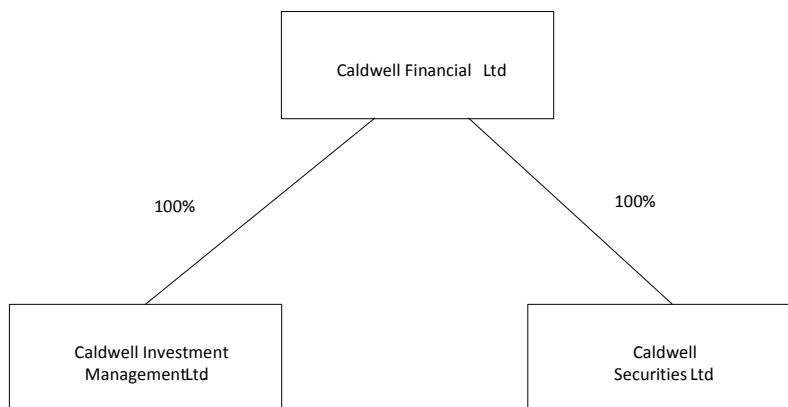 Caldwell Financial Ltd
100%
100%
Caldwell Investment
ManagementLtd
Caldwell
Securities Ltd